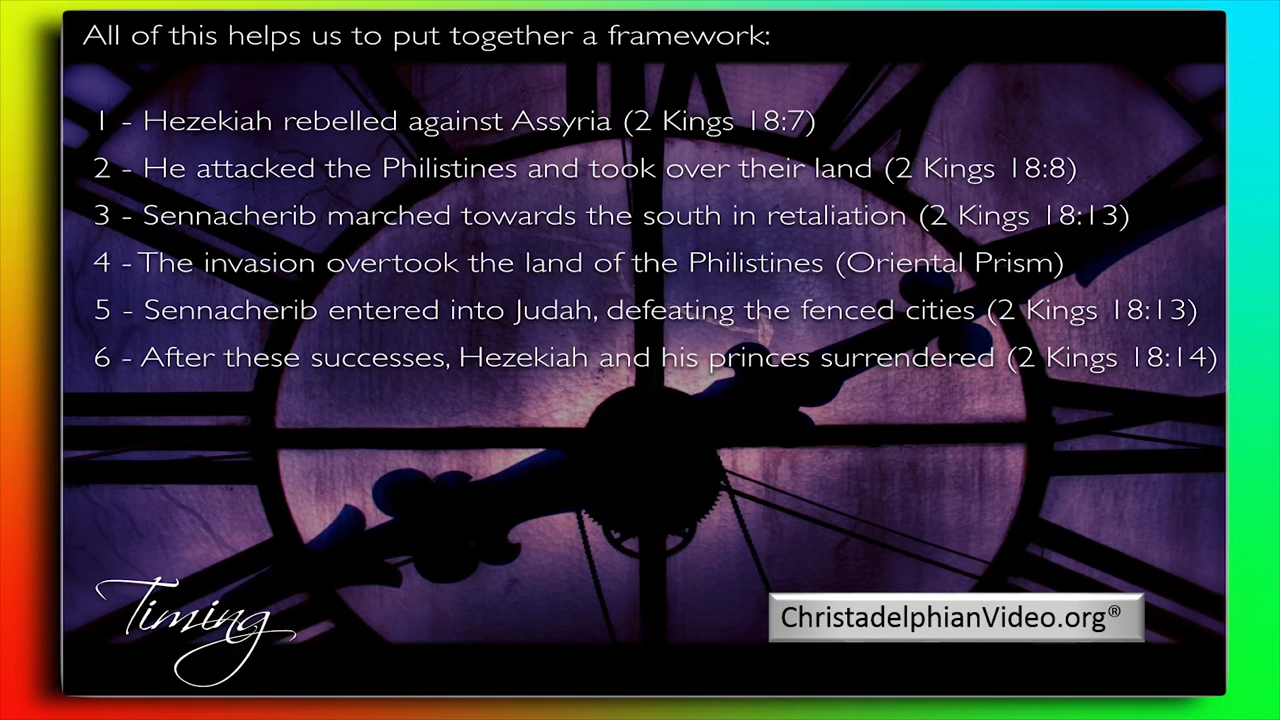 All of this helps us to put together a framework:
1 - Hezekiah rebelled against Assyria (2 Kings 18:7)
2 - He attacked the Philistines and took over their land (2 Kings 18:8)
3 - Sennacherib marched towards the south in retaliation (2 Kings 18:13)
4 - The invasion overtook the land of the Philistines (Oriental Prism)
5 - Sennacherib entered into Judah, defeating the fenced cities (2 Kings 18:13)
6 - After these successes, Hezekiah and his princes surrendered (2 Kings 18:14)
Timing
ChristadelphianVideo.org®